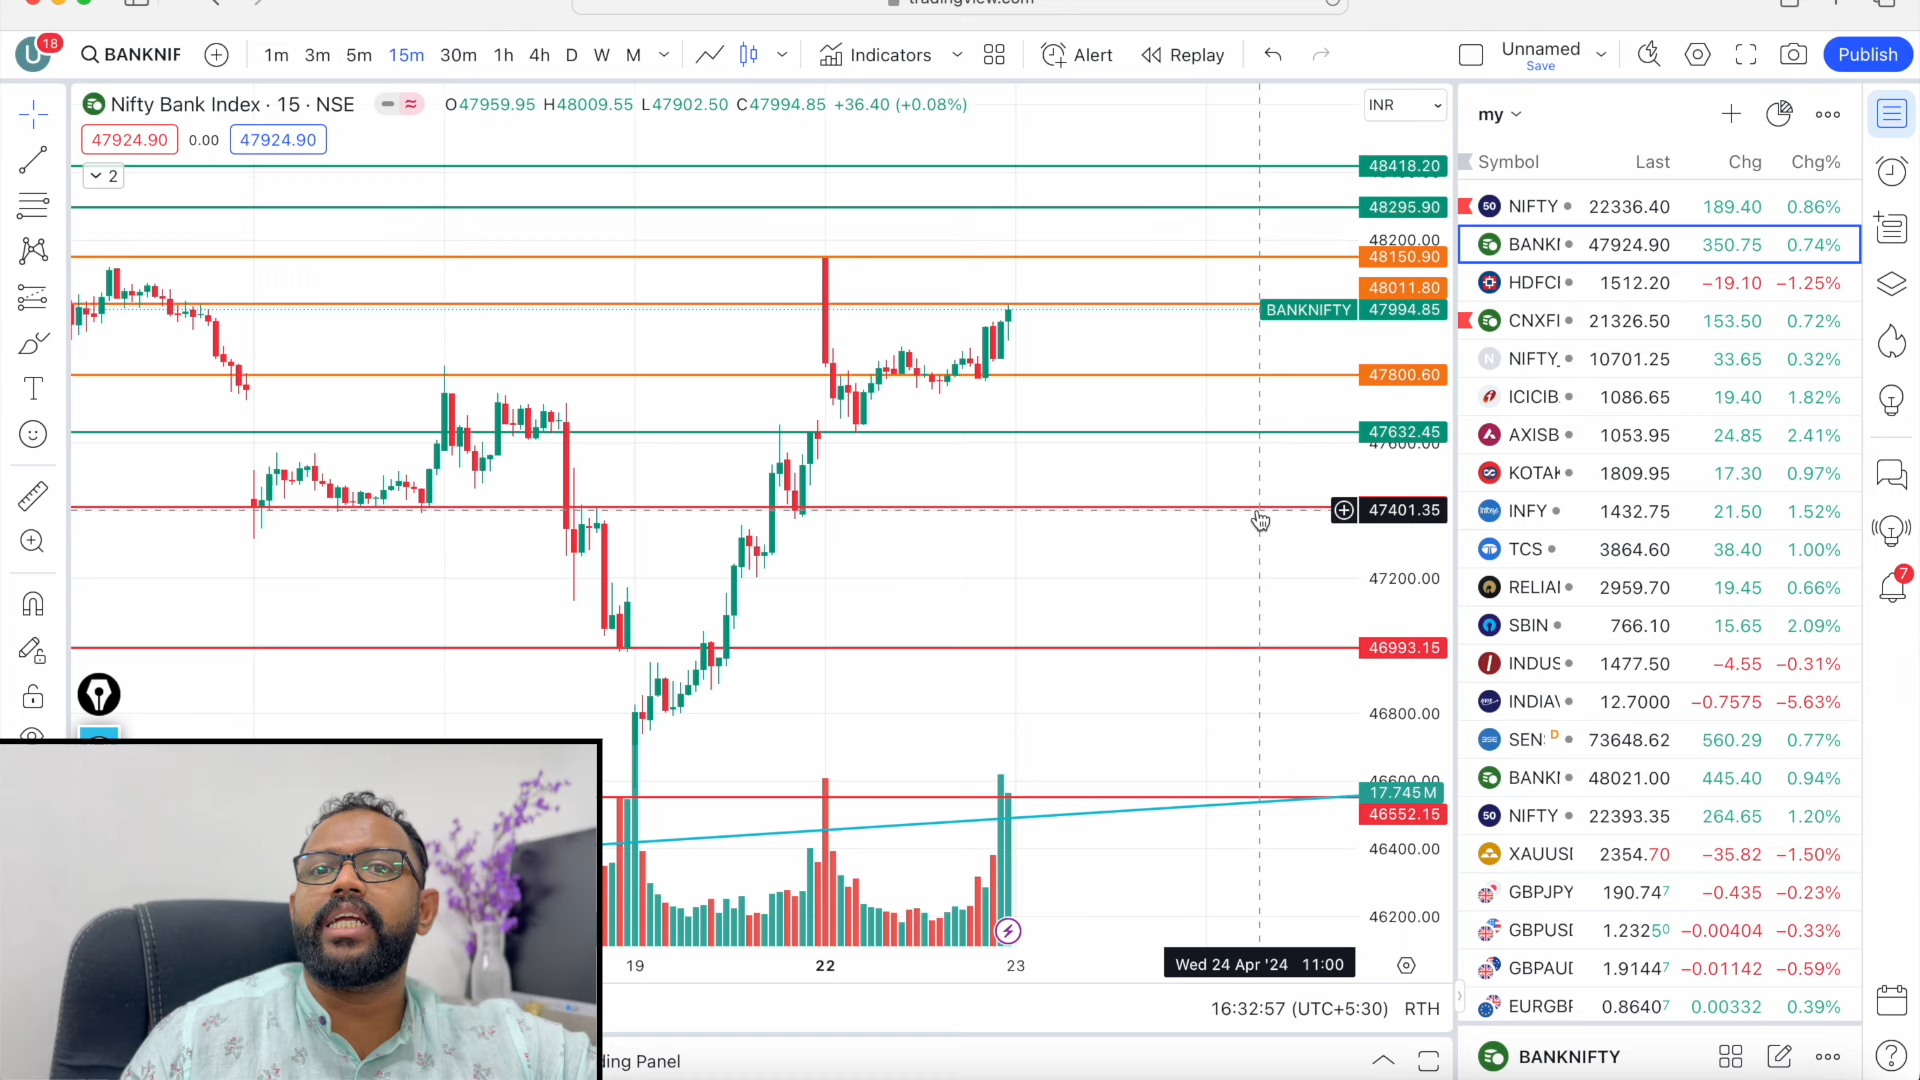 tradingview.com
U 18 BANKNIF 1m 3m 5m 15m 30m 1h 4h D W M Indicators Alert Replay Unnamed Save Publish
Nifty Bank Index · 15 · NSE O47959.95 H48009.55 L47902.50 C47994.85 +36.40 (+0.08%) INR
47924.90 0.00 47924.90
2
48418.20
48295.90
48200.00
48150.90
48011.80
BANKNIFTY 47994.85
47800.60
47632.45
47600.00
47401.35
47200.00
46993.15
46800.00
46600.00
17.745M
46552.15
46400.00
46200.00
19 22 23 Wed 24 Apr '24 11:00
16:32:57 (UTC+5:30) RTH
ding Panel
my
Symbol Last Chg Chg%
50 NIFTY 22336.40 189.40 0.86%
BANKI 47924.90 350.75 0.74%
HDFCI 1512.20 −19.10 −1.25%
CNXFI 21326.50 153.50 0.72%
N NIFTY_ 10701.25 33.65 0.32%
ICICIB 1086.65 19.40 1.82%
AXISB 1053.95 24.85 2.41%
KOTAK 1809.95 17.30 0.97%
INFY 1432.75 21.50 1.52%
TCS 3864.60 38.40 1.00%
RELIAI 2959.70 19.45 0.66%
SBIN 766.10 15.65 2.09%
INDUS 1477.50 −4.55 −0.31%
INDIA\ 12.7000 −0.7575 −5.63%
SEN: D 73648.62 560.29 0.77%
BANKI 48021.00 445.40 0.94%
50 NIFTY 22393.35 264.65 1.20%
XAUUSI 2354.70 −35.82 −1.50%
GBPJPY 190.747 −0.435 −0.23%
GBPUSI 1.23250 −0.00404 −0.33%
GBPAUI 1.91447 −0.01142 −0.59%
EURGBF 0.86407 0.00332 0.39%
BANKNIFTY
7